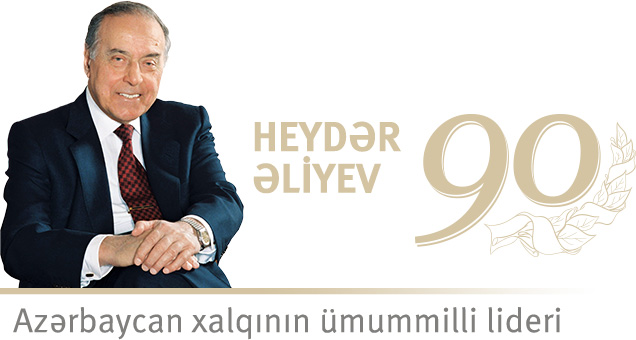 HEYDƏR
ƏLİYEV
90
Azərbaycan xalqının ümummilli lideri